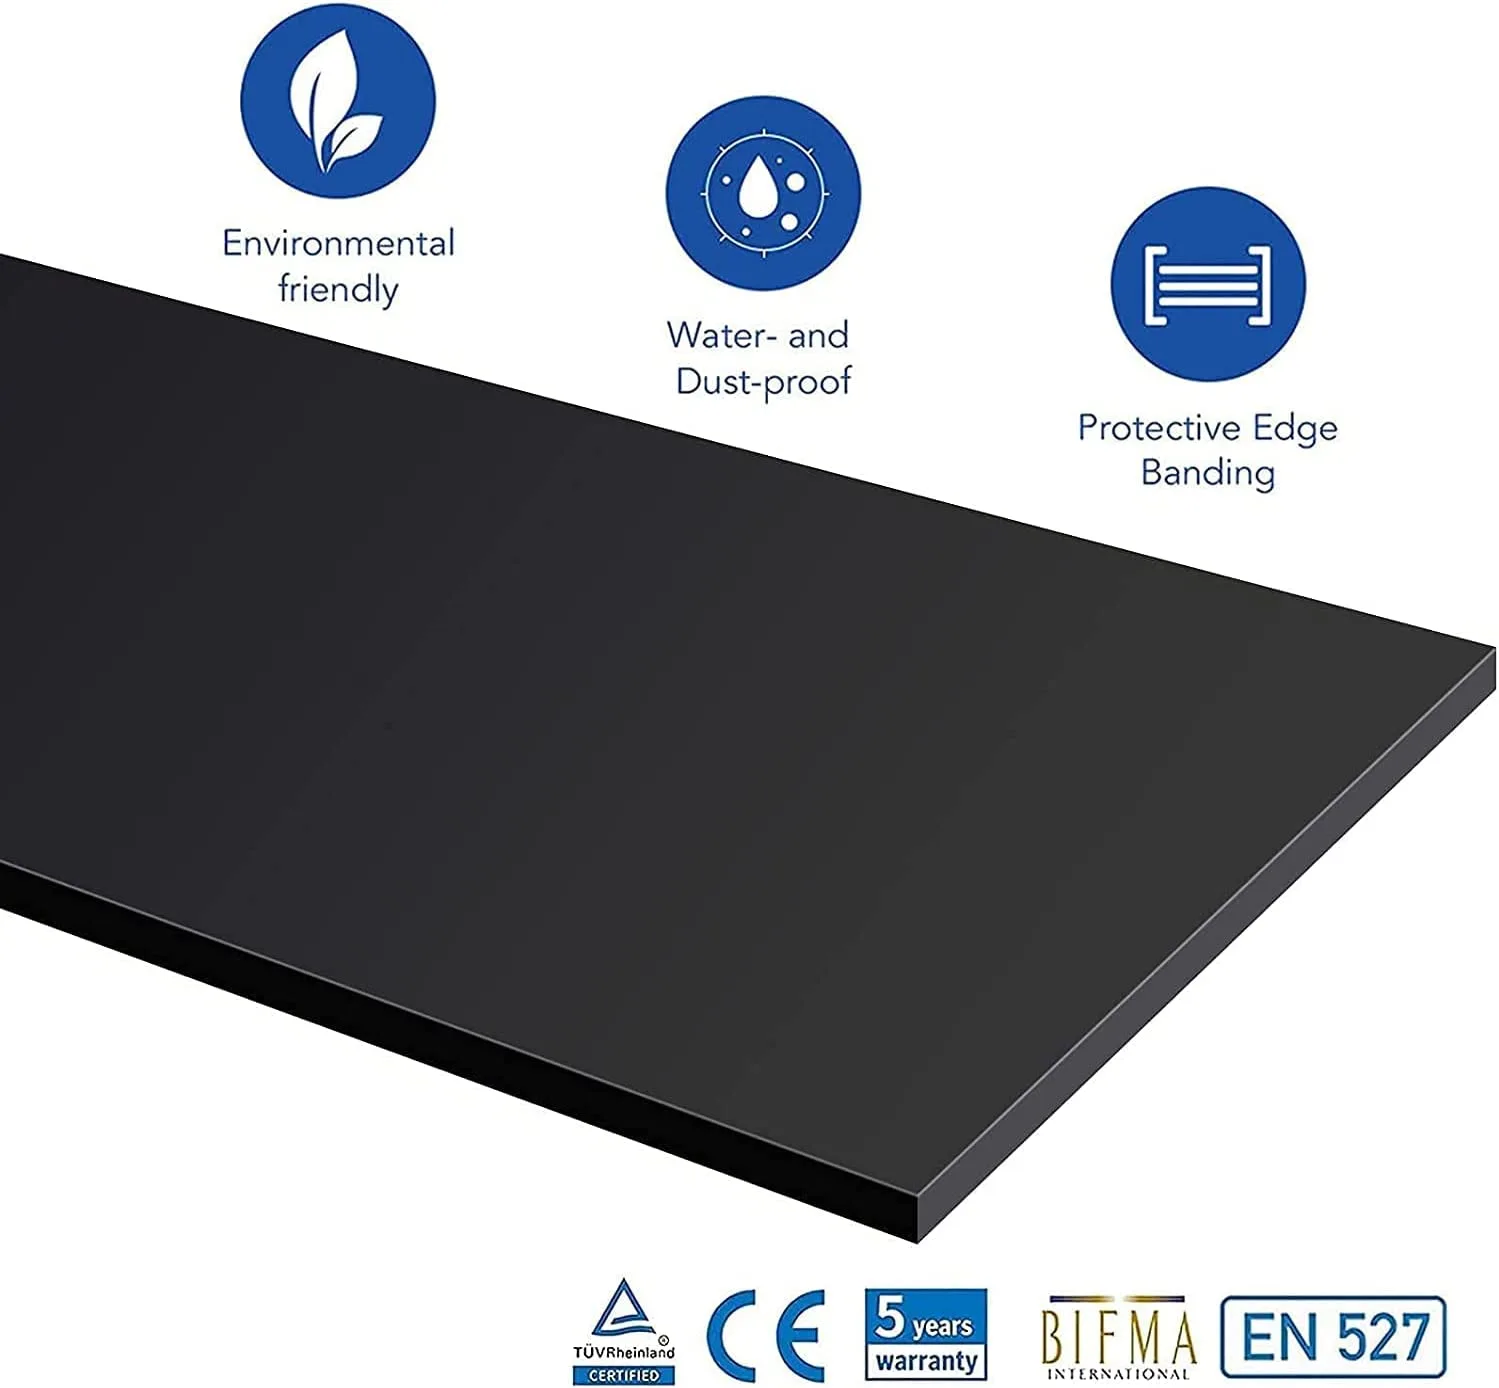 Environmental
friendly
Water- and
Dust-proof
Protective Edge
Banding
TÜVRheinland®
CERTIFIED
CE
5 years
warranty
BIFMA
INTERNATIONAL
EN 527